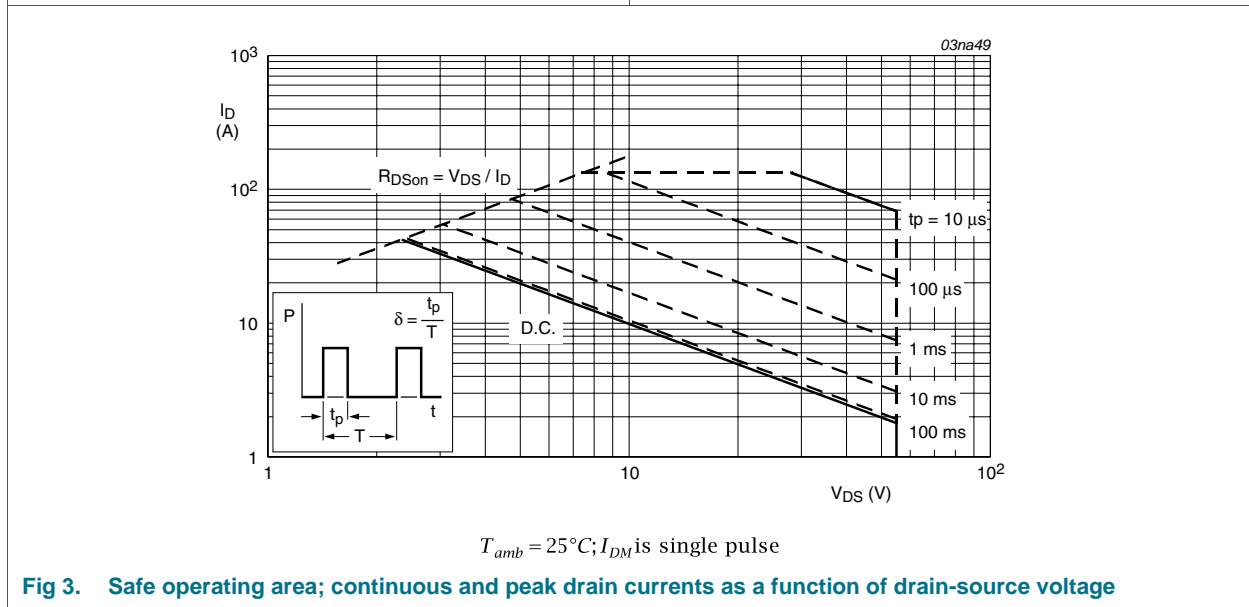 03na49
10³
I_D
(A)
R_DSon = V_DS / I_D
10²
tp = 10 μs
100 μs
P
δ = t_p / T
D.C.
10
1 ms
10 ms
t_p
t
T
100 ms
1
1
10
10²
V_DS (V)
T_amb = 25°C; I_DM is single pulse
Fig 3. Safe operating area; continuous and peak drain currents as a function of drain-source voltage